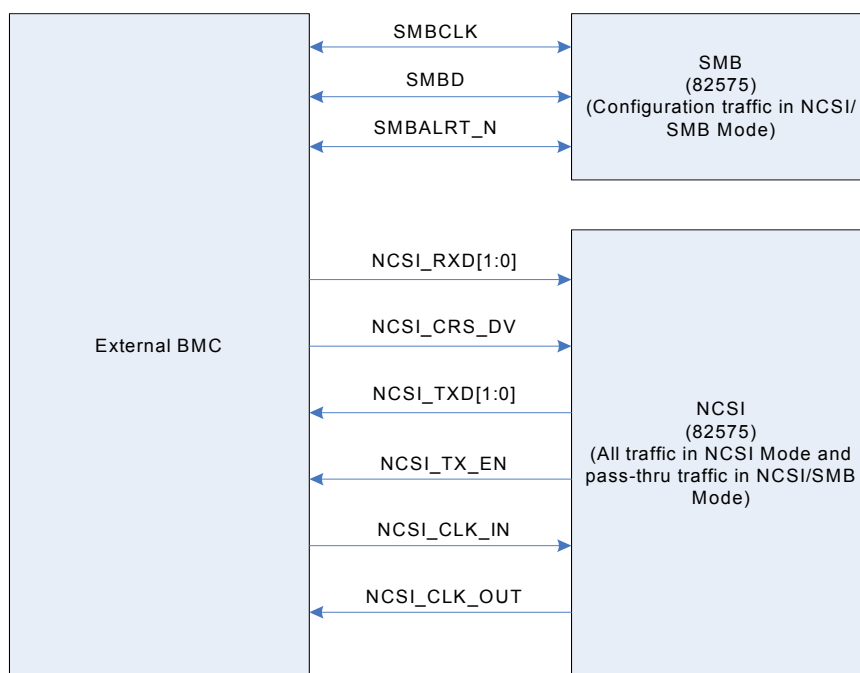 SMBCLK
SMBD
SMBALRT_N
SMB
(82575)
(Configuration traffic in NCSI/
SMB Mode)
External BMC
NCSI_RXD[1:0]
NCSI_CRS_DV
NCSI_TXD[1:0]
NCSI_TX_EN
NCSI_CLK_IN
NCSI_CLK_OUT
NCSI
(82575)
(All traffic in NCSI Mode and
pass-thru traffic in NCSI/SMB
Mode)